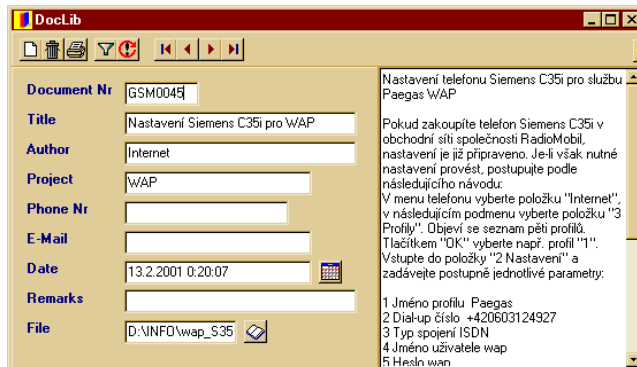 DocLib
Document Nr GSM0045
Title Nastavení Siemens C35i pro WAP
Author Internet
Project WAP
Phone Nr
E-Mail
Date 13.2.2001 0:20:07
Remarks
File D:\INFO\wap_S35
Nastavení telefonu Siemens C35i pro službu
Paegas WAP
Pokud zakoupíte telefon Siemens C35i v
obchodní síti společnosti RadioMobil,
nastavení je již připraveno. Je-li však nutné
nastavení provést, postupujte podle
následujícího návodu:
V menu telefonu vyberte položku "Internet",
v následujícím podmenu vyberte položku "3
Profily". Objeví se seznam pěti profilů.
Tlačítkem "OK" vyberte např. profil "1".
Vstupte do položky "2 Nastavení" a
zadávejte postupně jednotlivé parametry:
1 Jméno profilu Paegas
2 Dial-up číslo +420603124927
3 Typ spojení ISDN
4 Jméno uživatele wap
5 Heslo wap